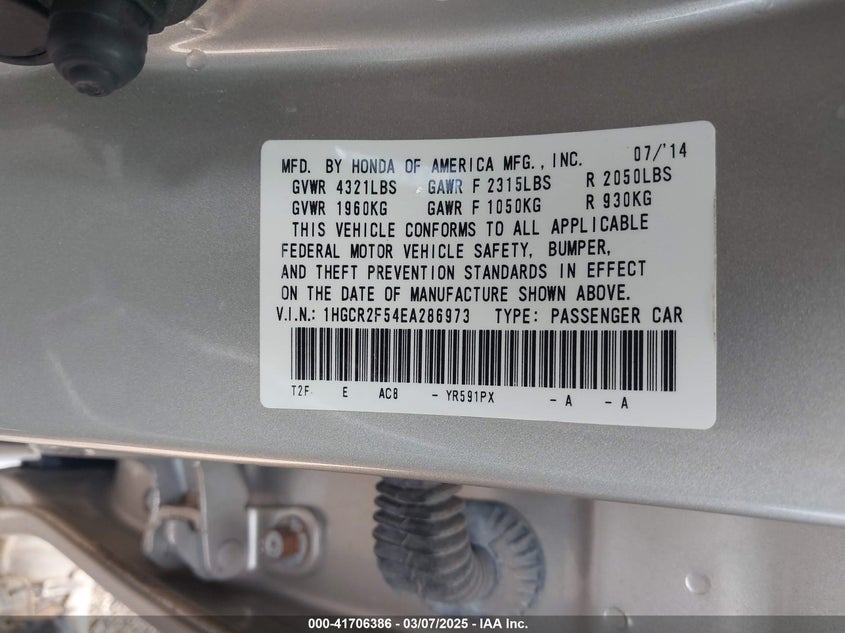 MFD. BY HONDA OF AMERICA MFG., INC. 07/'14
GVWR 4321LBS GAWR F 2315LBS R 2050LBS
GVWR 1960KG GAWR F 1050KG R 930KG
THIS VEHICLE CONFORMS TO ALL APPLICABLE
FEDERAL MOTOR VEHICLE SAFETY, BUMPER,
AND THEFT PREVENTION STANDARDS IN EFFECT
ON THE DATE OF MANUFACTURE SHOWN ABOVE.
V.I.N.: 1HGCR2F54EA286973 TYPE: PASSENGER CAR
T2F E AC8 - YR591PX - A - A
000-41706386 - 03/07/2025 - IAA Inc.